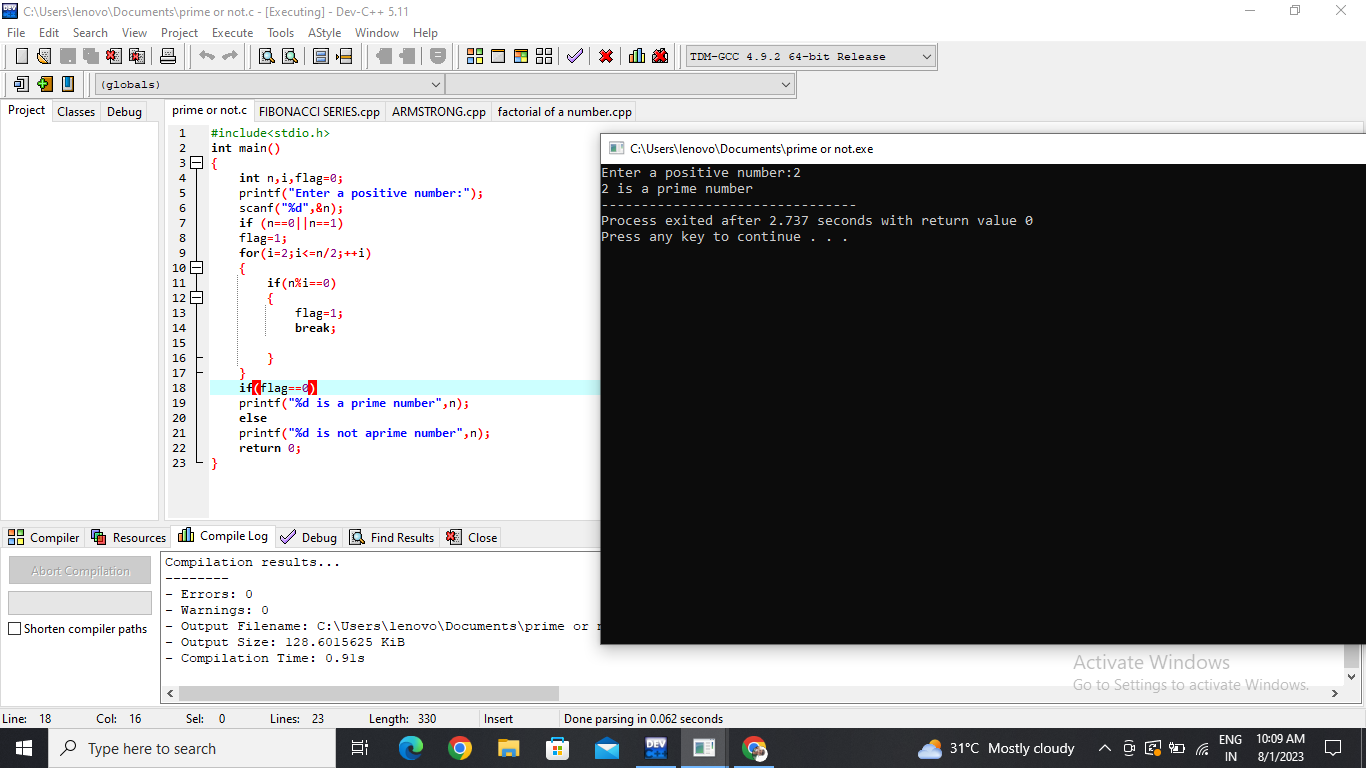 C:\Users\lenovo\Documents\prime or not.c - [Executing] - Dev-C++ 5.11
File Edit Search View Project Execute Tools AStyle Window Help
TDM-GCC 4.9.2 64-bit Release
(globals)
Project Classes Debug
prime or not.c FIBONACCI SERIES.cpp ARMSTRONG.cpp factorial of a number.cpp
1 #include<stdio.h>
2 int main()
3 {
4 int n,i,flag=0;
5 printf("Enter a positive number:");
6 scanf("%d",&n);
7 if (n==0||n==1)
8 flag=1;
9 for(i=2;i<=n/2;++i)
10 {
11 if(n%i==0)
12 {
13 flag=1;
14 break;
15
16 }
17 }
18 if(flag==0)
19 printf("%d is a prime number",n);
20 else
21 printf("%d is not aprime number",n);
22 return 0;
23 }
C:\Users\lenovo\Documents\prime or not.exe
Enter a positive number:2
2 is a prime number
--------------------------------
Process exited after 2.737 seconds with return value 0
Press any key to continue . . .
Compiler Resources Compile Log Debug Find Results Close
Abort Compilation
Shorten compiler paths
Compilation results...
--------
- Errors: 0
- Warnings: 0
- Output Filename: C:\Users\lenovo\Documents\prime or
- Output Size: 128.6015625 KiB
- Compilation Time: 0.91s
Activate Windows
Go to Settings to activate Windows.
Line: 18 Col: 16 Sel: 0 Lines: 23 Length: 330 Insert Done parsing in 0.062 seconds
Type here to search
DEV
31°C Mostly cloudy
ENG
IN
10:09 AM
8/1/2023